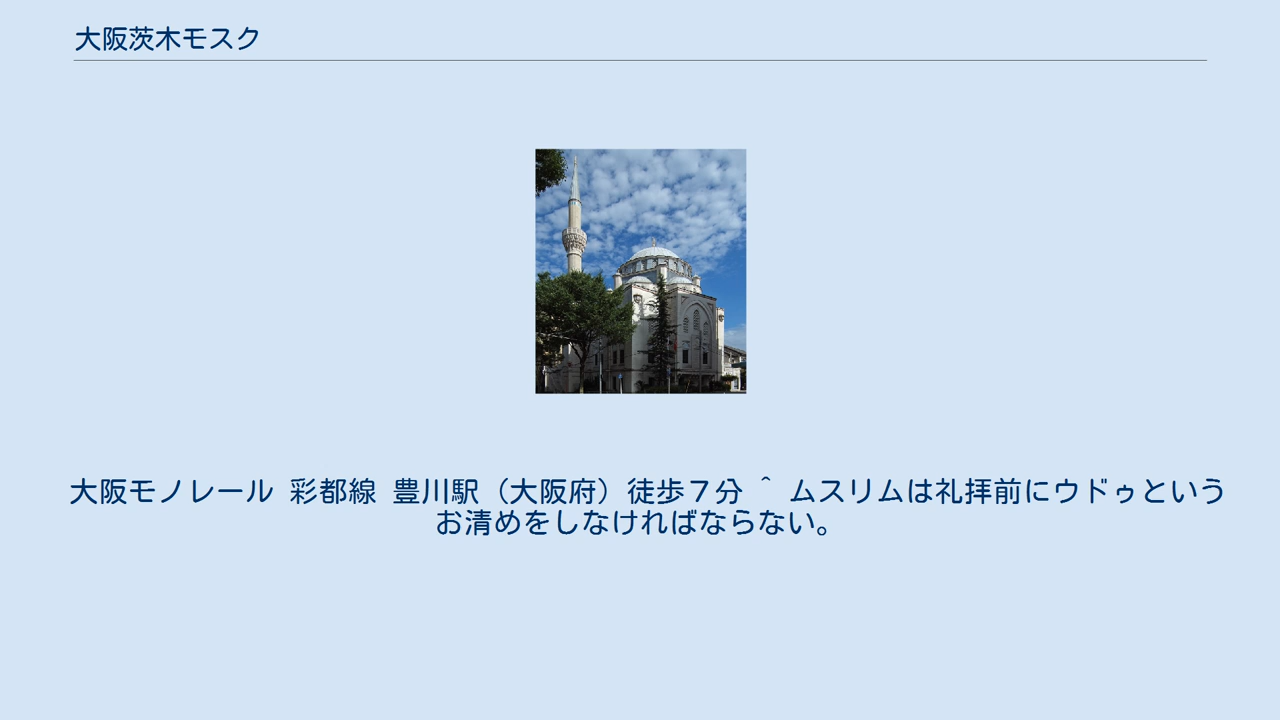 大阪茨木モスク
大阪モノレール 彩都線 豊川駅（大阪府）徒歩７分 ^ ムスリムは礼拝前にウドゥという
お清めをしなければならない。